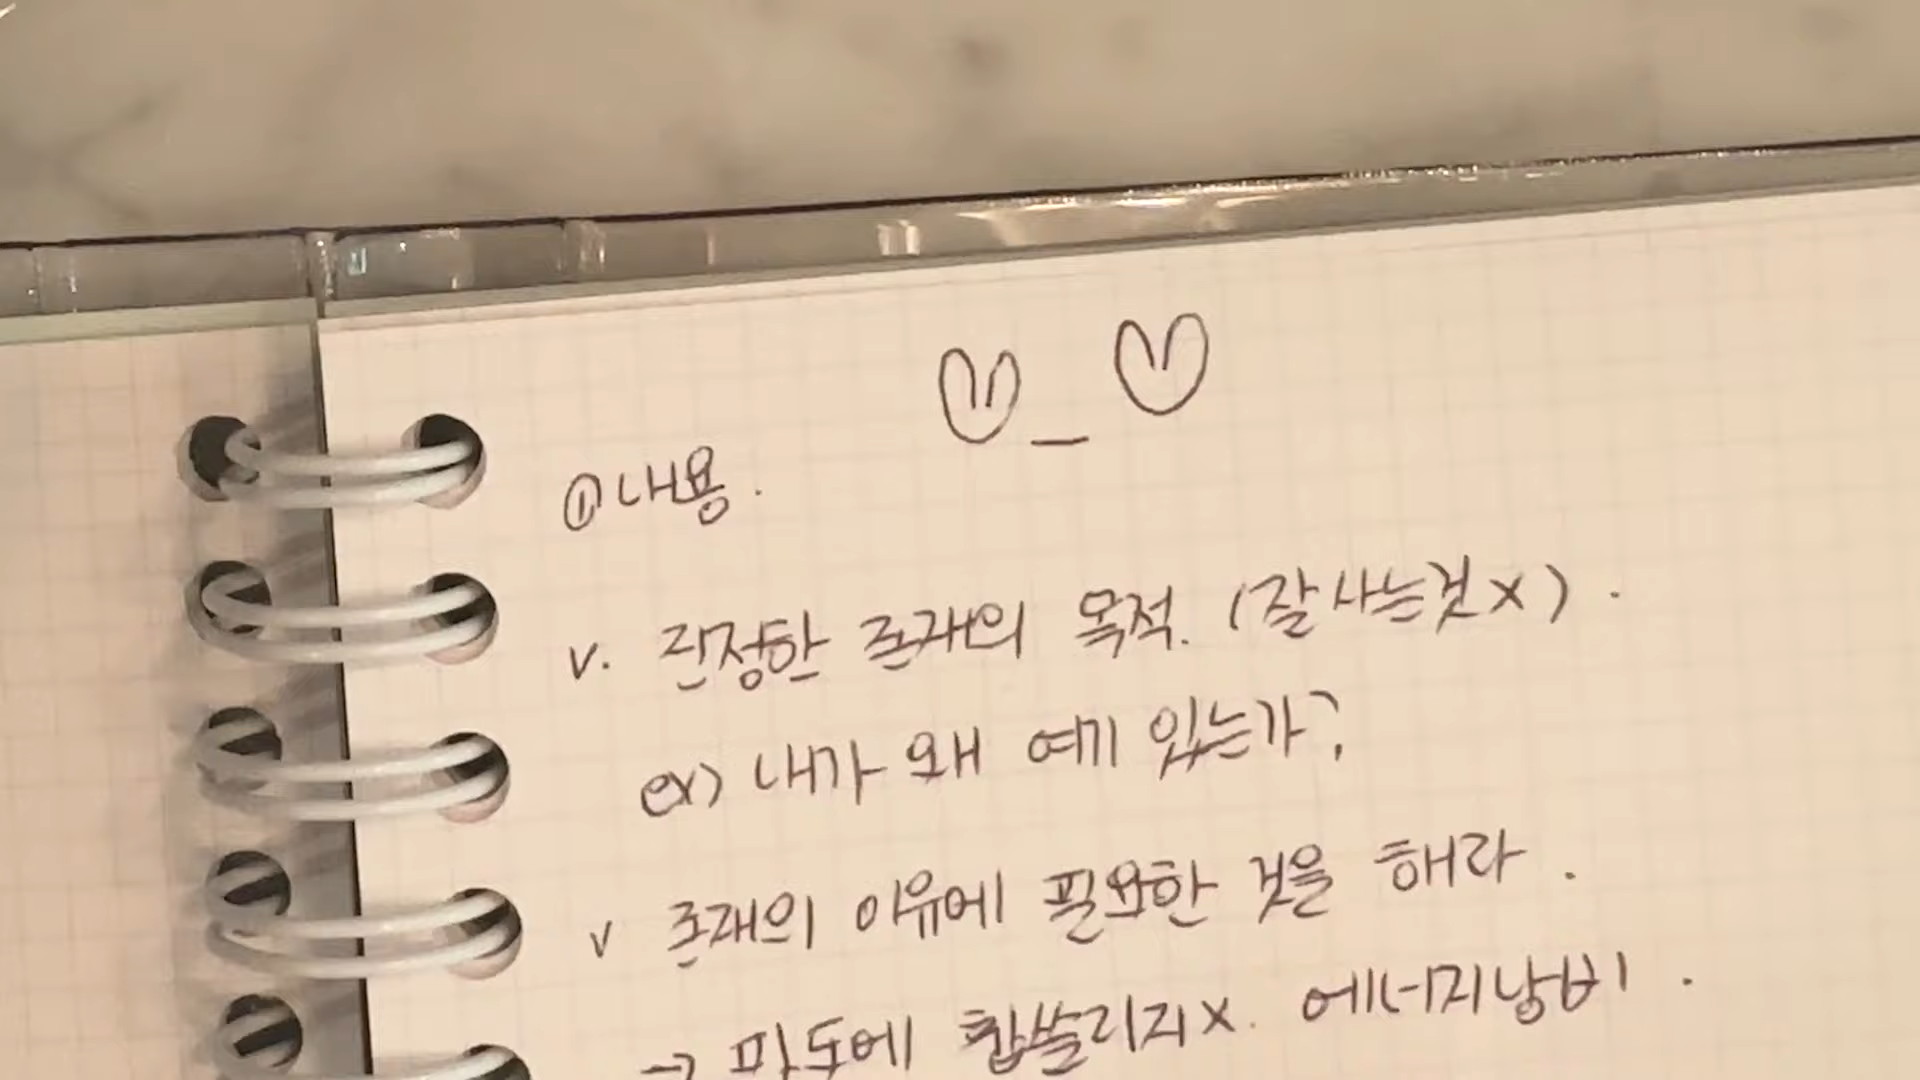 ① 내용.
v. 진정한 존재의 목적. (잘 사는것 x).
ex) 내가 왜 여기 있는가?
v 존재의 이유에 필요한 것을 해라.
→ 파도에 휩쓸리지 x. 에너지낭비.